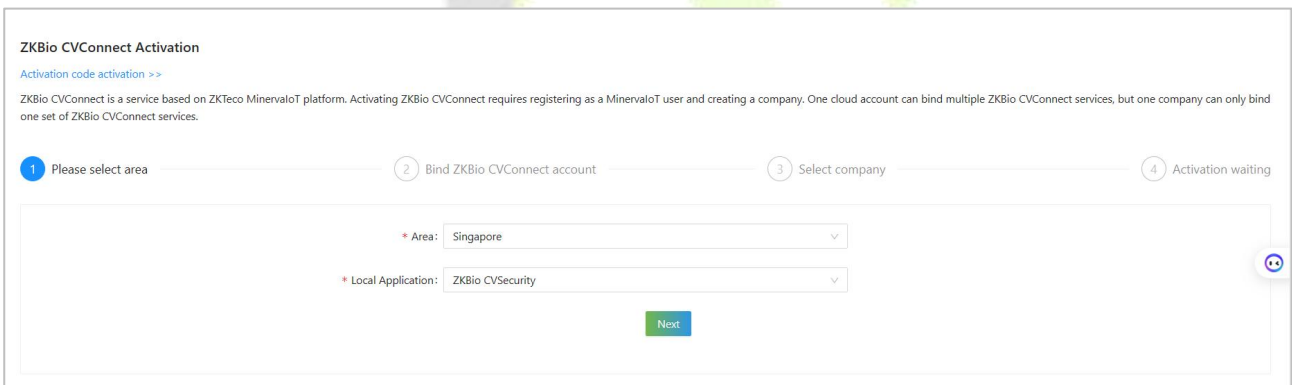 ZKBio CVConnect Activation
Activation code activation >>
ZKBio CVConnect is a service based on ZKTeco MinervaIoT platform. Activating ZKBio CVConnect requires registering as a MinervaIoT user and creating a company. One cloud account can bind multiple ZKBio CVConnect services, but one company can only bind
one set of ZKBio CVConnect services.
1 Please select area 2 Bind ZKBio CVConnect account 3 Select company 4 Activation waiting
* Area: Singapore
* Local Application: ZKBio CVSecurity
Next